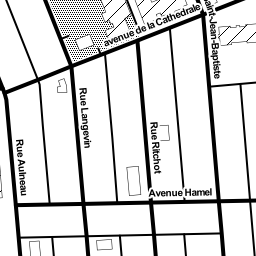 avenue de la Cathédrale
Saint-Jean-Baptiste
Rue Langevin
Rue Ritchot
Rue Aulneau
Avenue Hamel